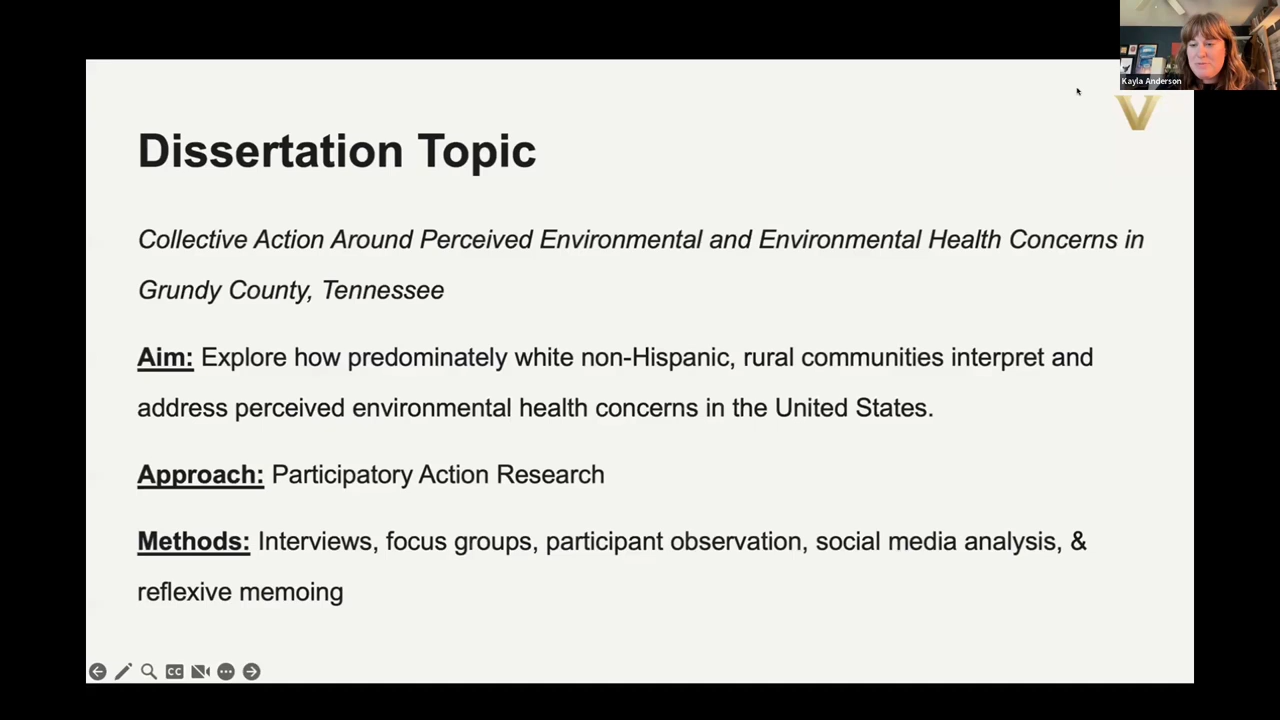 Kayla Anderson
V
Dissertation Topic
Collective Action Around Perceived Environmental and Environmental Health Concerns in
Grundy County, Tennessee
Aim: Explore how predominately white non-Hispanic, rural communities interpret and
address perceived environmental health concerns in the United States.
Approach: Participatory Action Research
Methods: Interviews, focus groups, participant observation, social media analysis, &
reflexive memoing
CC